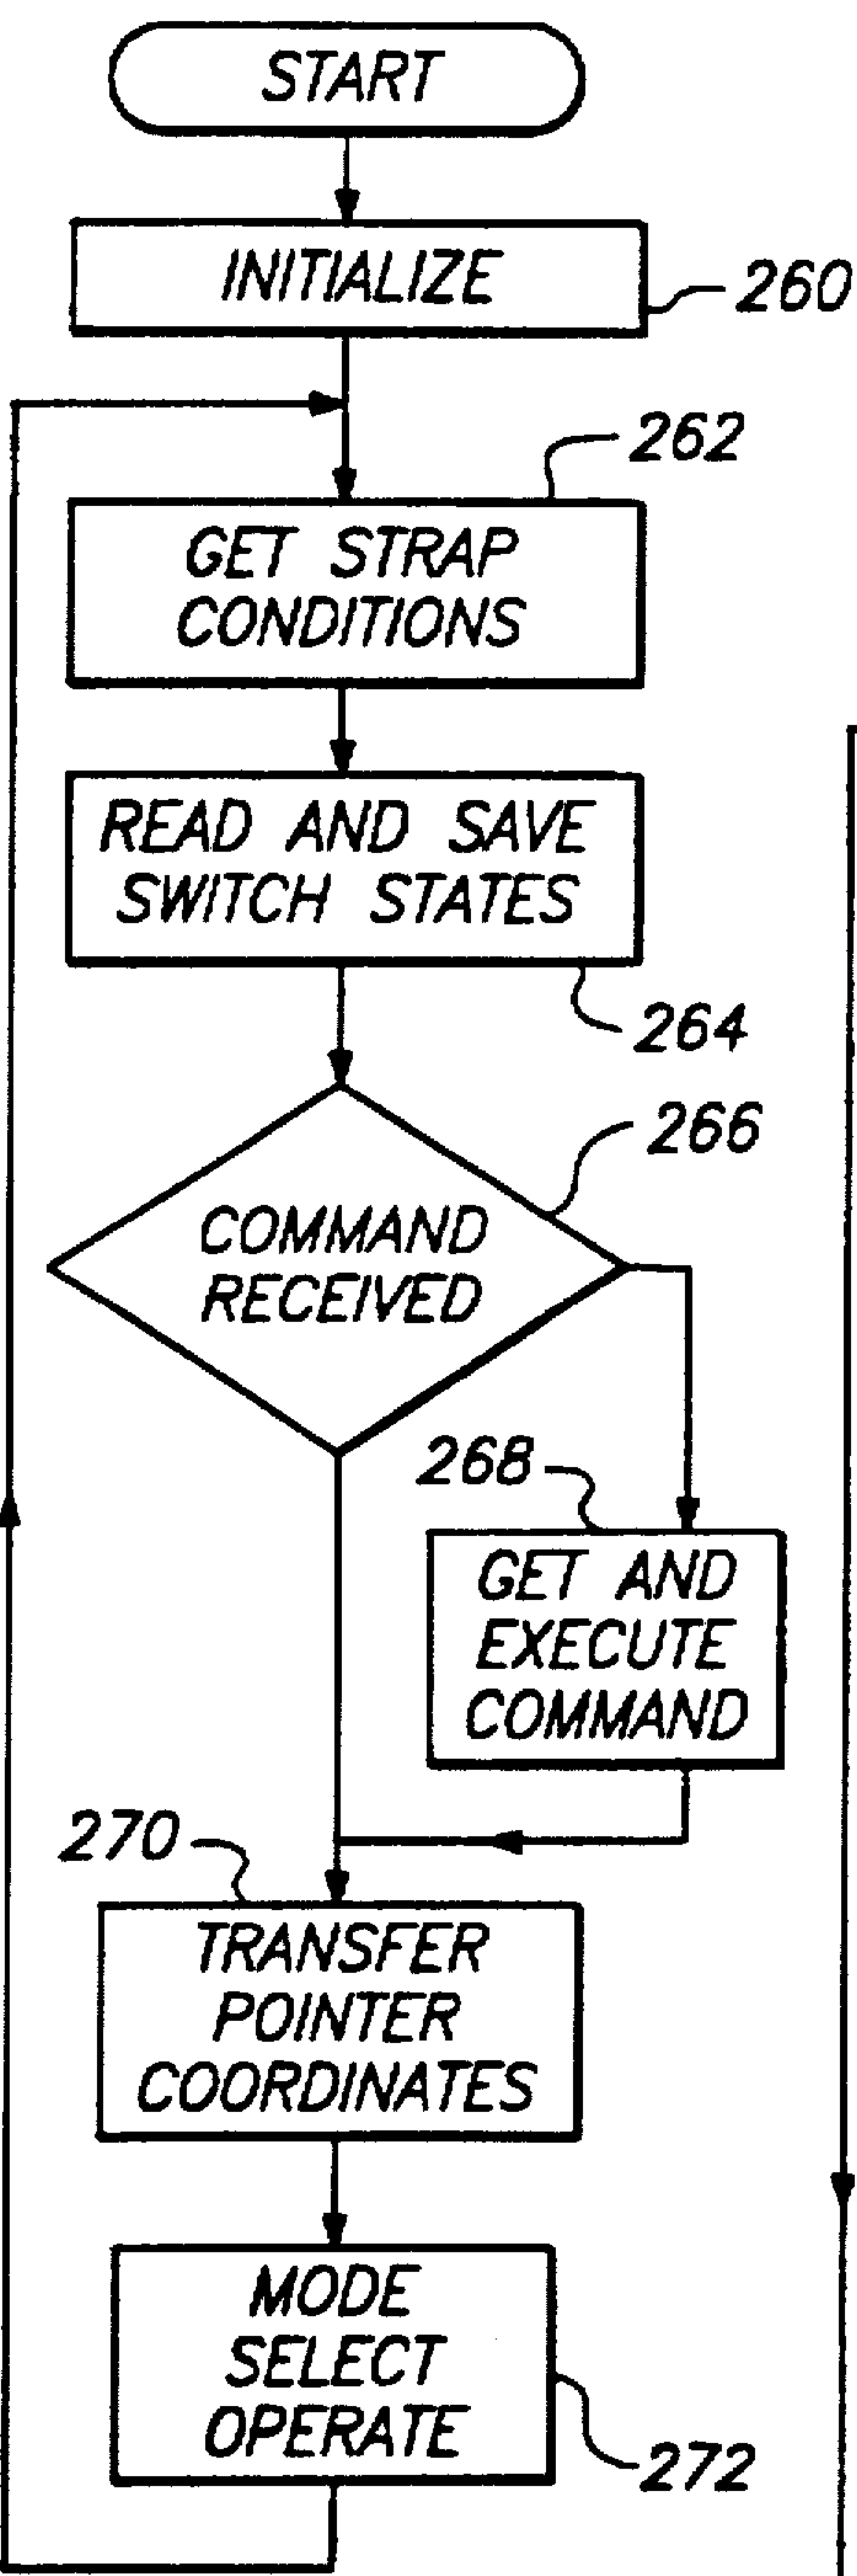 START
INITIALIZE
260
262
GET STRAP
CONDITIONS
READ AND SAVE
SWITCH STATES
264
266
COMMAND
RECEIVED
268
GET AND
EXECUTE
COMMAND
270
TRANSFER
POINTER
COORDINATES
MODE
SELECT
OPERATE
272